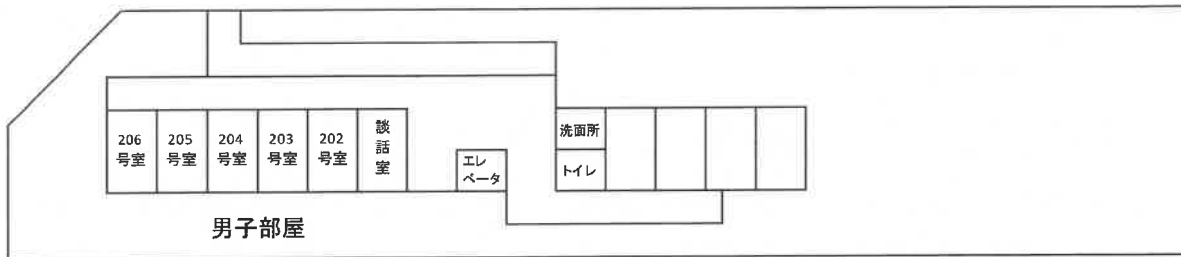 206
号室
205
号室
204
号室
203
号室
202
号室
談話室
エレ
ベータ
洗面所
トイレ
男子部屋